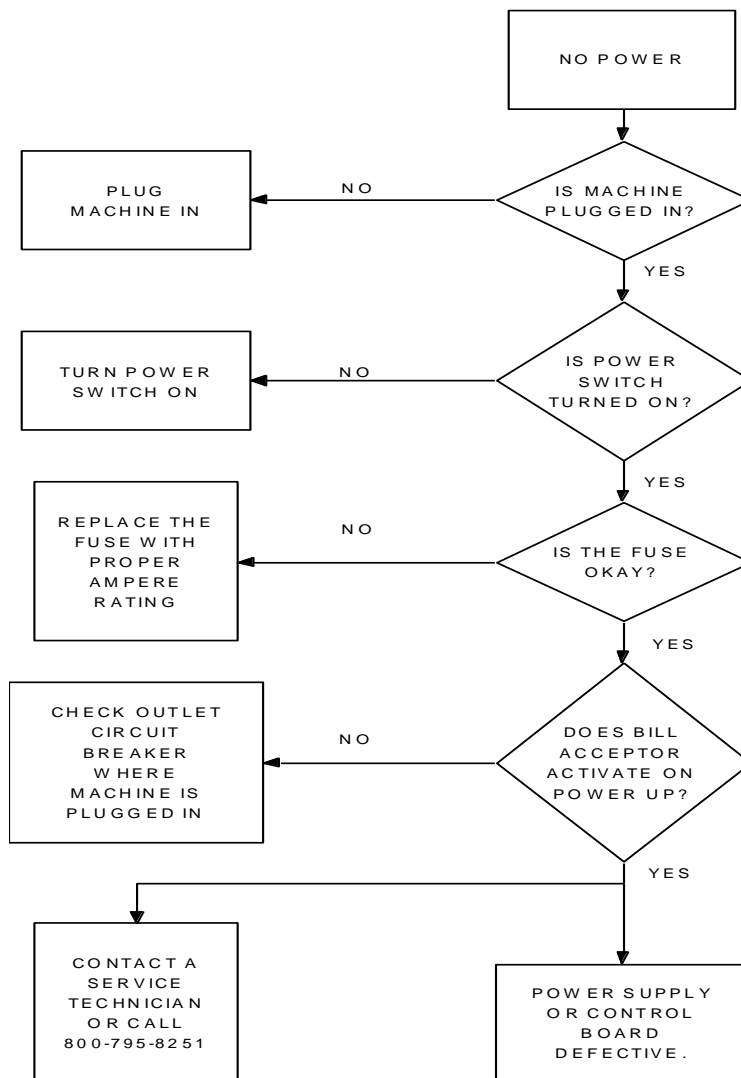 NO POWER
IS MACHINE
PLUGGED IN?
NO
PLUG
MACHINE IN
YES
IS POWER
SWITCH
TURNED ON?
NO
TURN POWER
SWITCH ON
YES
IS THE FUSE
OKAY?
NO
REPLACE THE
FUSE WITH
PROPER
AMPERE
RATING
YES
DOES BILL
ACCEPTOR
ACTIVATE ON
POWER UP?
NO
CHECK OUTLET
CIRCUIT
BREAKER
WHERE
MACHINE IS
PLUGGED IN
YES
CONTACT A
SERVICE
TECHNICIAN
OR CALL
800-795-8251
POWER SUPPLY
OR CONTROL
BOARD
DEFECTIVE.